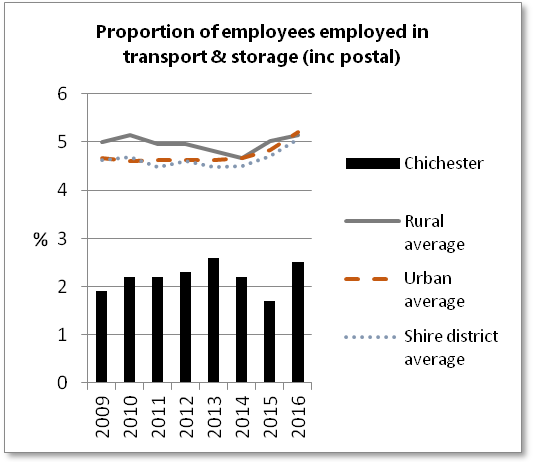 Proportion of employees employed in
transport & storage (inc postal)
6
5
4
3
2
1
0
%
2009
2010
2011
2012
2013
2014
2015
2016
Chichester
Rural
average
Urban
average
Shire district
average